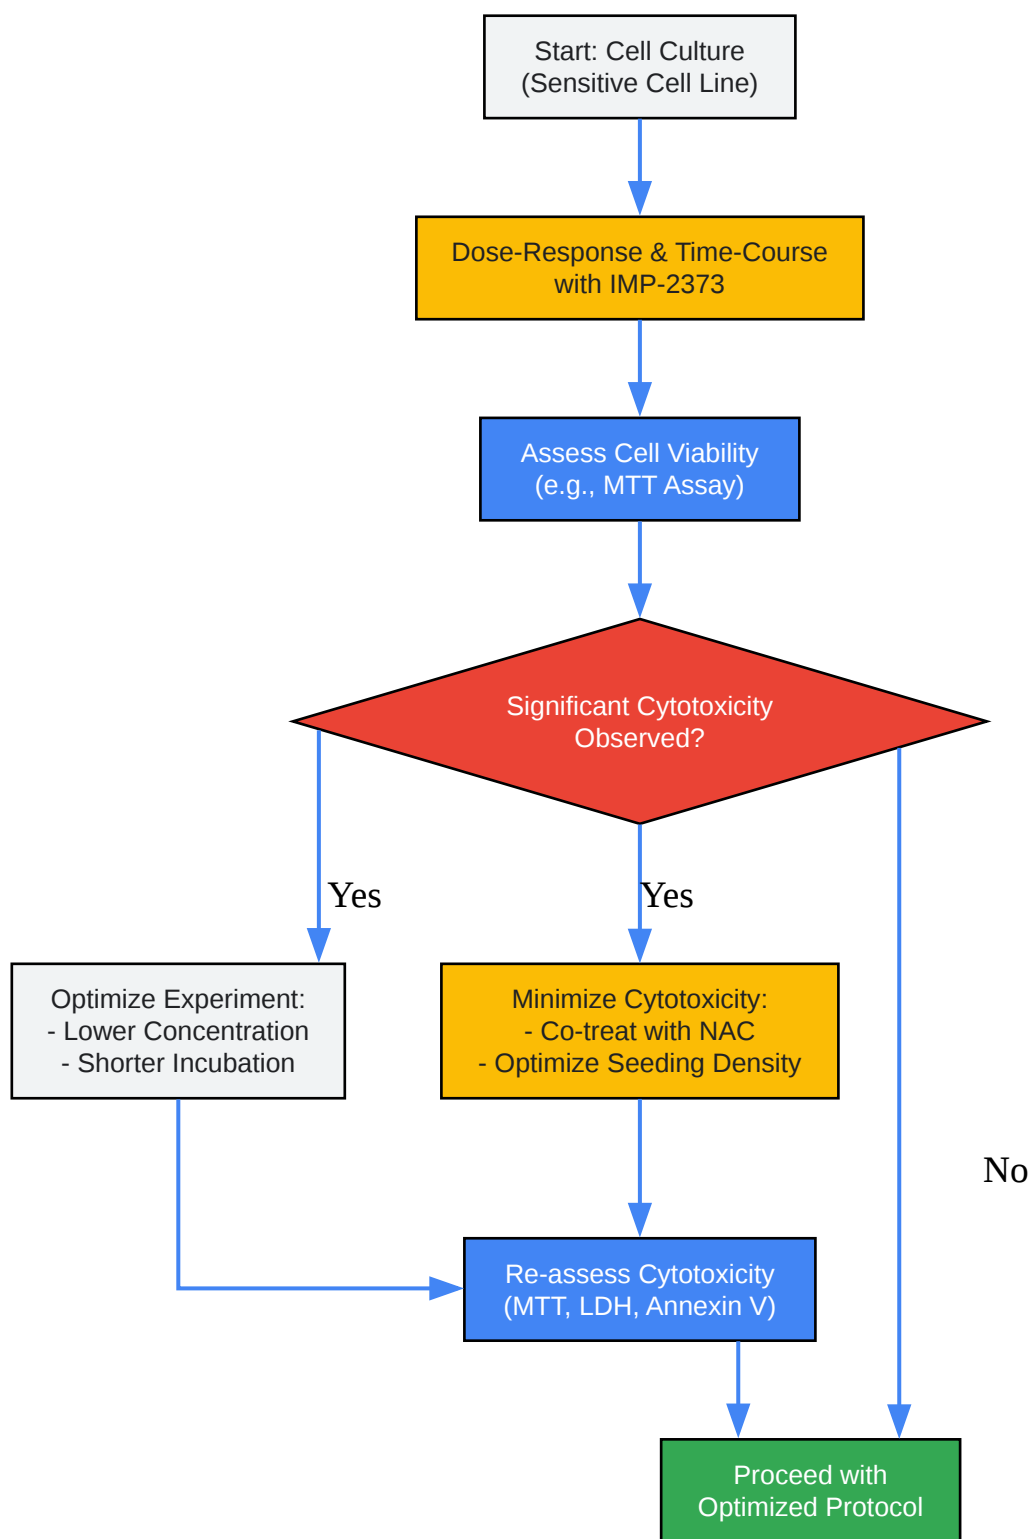 Start: Cell Culture
(Sensitive Cell Line)
Dose-Response & Time-Course
with IMP-2373
Assess Cell Viability
(e.g., MTT Assay)
Significant Cytotoxicity
Observed?
Yes
Yes
Optimize Experiment:
- Lower Concentration
- Shorter Incubation
Minimize Cytotoxicity:
- Co-treat with NAC
- Optimize Seeding Density
No
Re-assess Cytotoxicity
(MTT, LDH, Annexin V)
Proceed with
Optimized Protocol